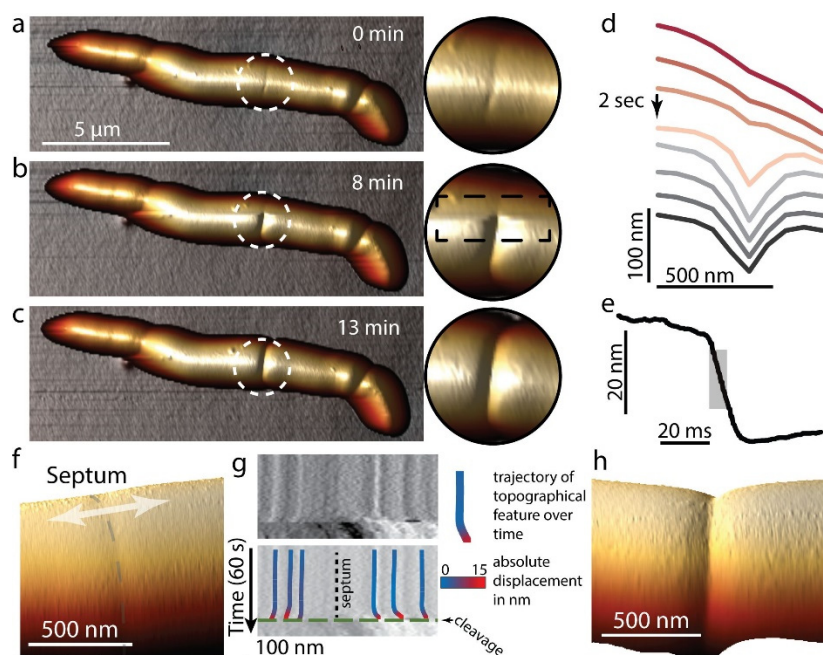 a
0 min
5 µm
b
8 min
c
13 min
d
2 sec
100 nm
500 nm
e
20 nm
20 ms
f
Septum
500 nm
g
trajectory of
topographical
feature over
time
Time (60 s)
septum
0 15
absolute
displacement
in nm
cleavage
100 nm
h
500 nm